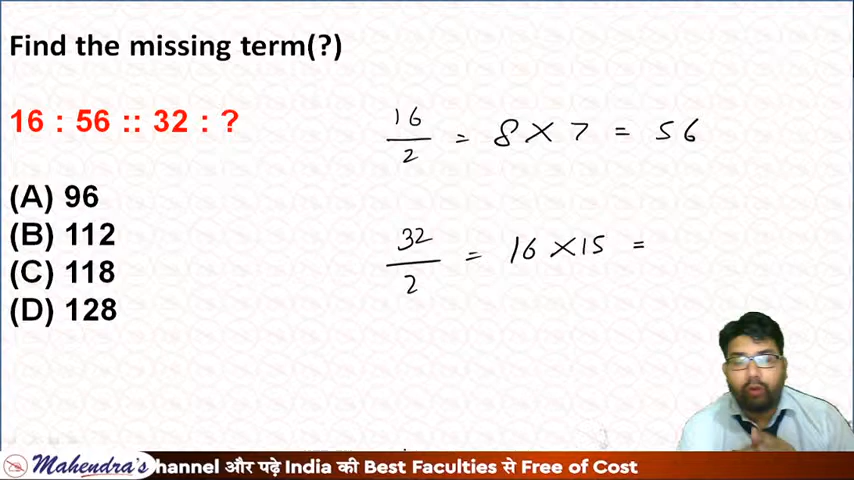 Find the missing term(?)
16 : 56 :: 32 : ?
(A) 96
(B) 112
(C) 118
(D) 128
16/2 = 8 × 7 = 56
32/2 = 16 × 15 =
Mahendra's hannel और पढ़े India की Best Faculties से Free of Cost